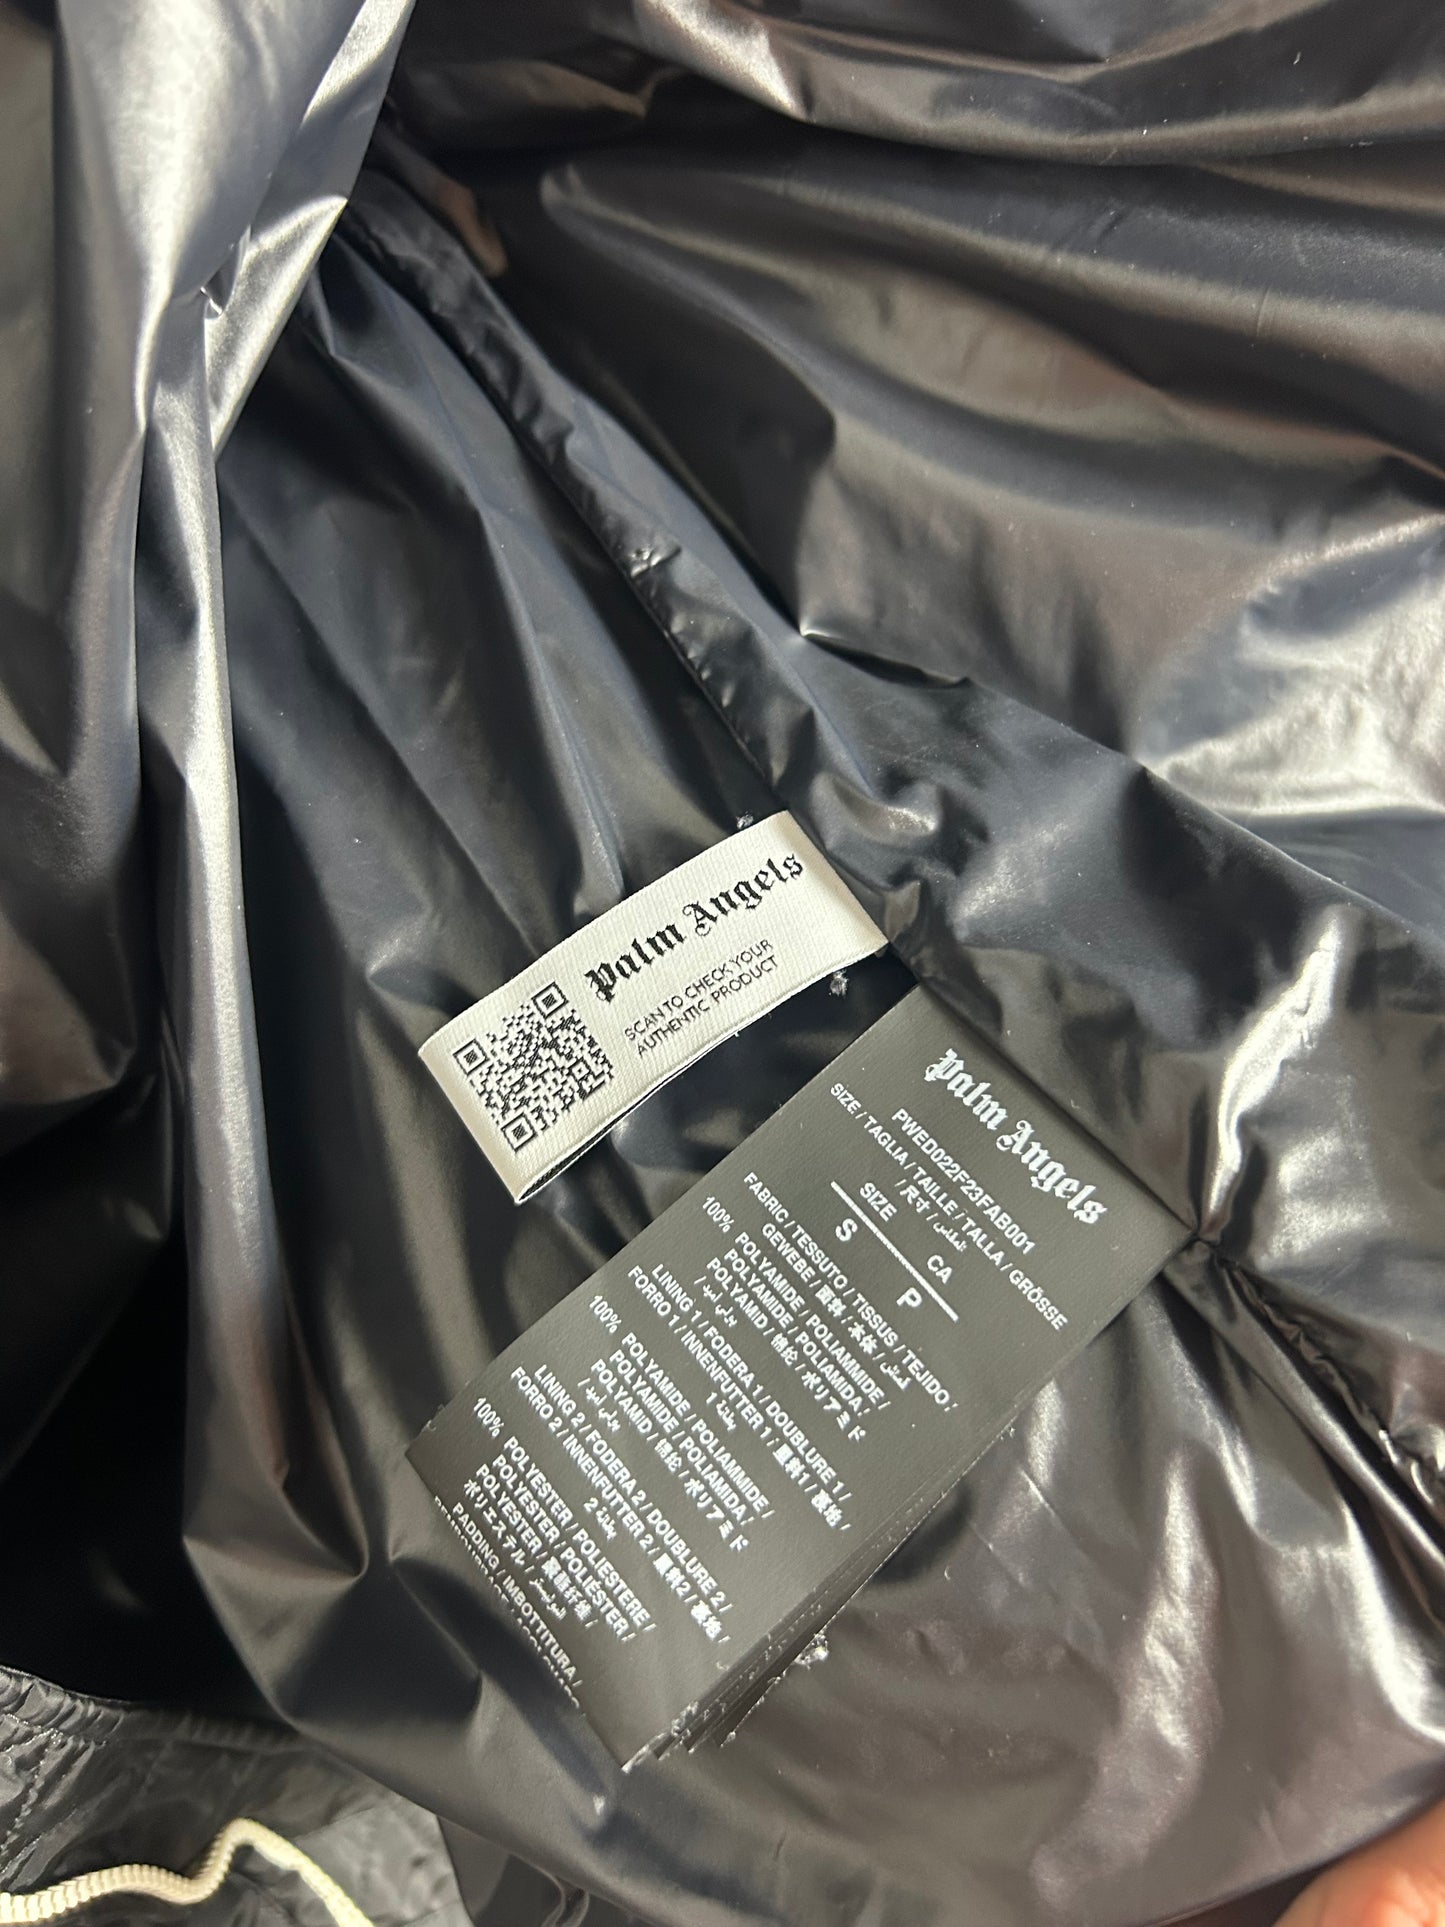 Palm Angels
SCAN TO CHECK YOUR
AUTHENTIC PRODUCT
Palm Angels
PWED022F23FAB001
SIZE / TAGLIA / TAILLE / TALLA / GRÖSSE
/ 尺寸 / المقاس
SIZE CA
S P
FABRIC / TESSUTO / TISSUS / TEJIDO /
GEWEBE / 面料 / 本体 /
100% POLYAMIDE / POLIAMMIDE /
POLYAMIDE / POLIAMIDA /
POLYAMID / 锦纶 / ポリアミド
LINING 1 / FODERA 1 / DOUBLURE 1 /
FORRO 1 / INNENFUTTER 1 / 里料1 / 裏地 /
بطانة 1
100% POLYAMIDE / POLIAMMIDE /
POLYAMIDE / POLIAMIDA /
POLYAMID / 锦纶 / ポリアミド
LINING 2 / FODERA 2 / DOUBLURE 2 /
FORRO 2 / INNENFUTTER 2 / 里料2 / 裏地 /
بطانة 2
100% POLYESTER / POLIESTERE /
POLYESTER / POLIÉSTER /
POLYESTER / 聚酯纤维 /
ポリエステル /
PADDING / IMBOTTITURA /